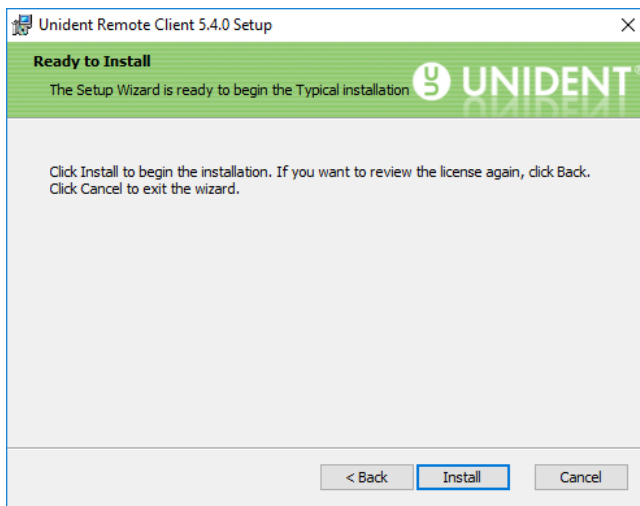 Unident Remote Client 5.4.0 Setup
Ready to Install
The Setup Wizard is ready to begin the Typical installation
UNIDENT®
Click Install to begin the installation. If you want to review the license again, click Back.
Click Cancel to exit the wizard.
< Back
Install
Cancel